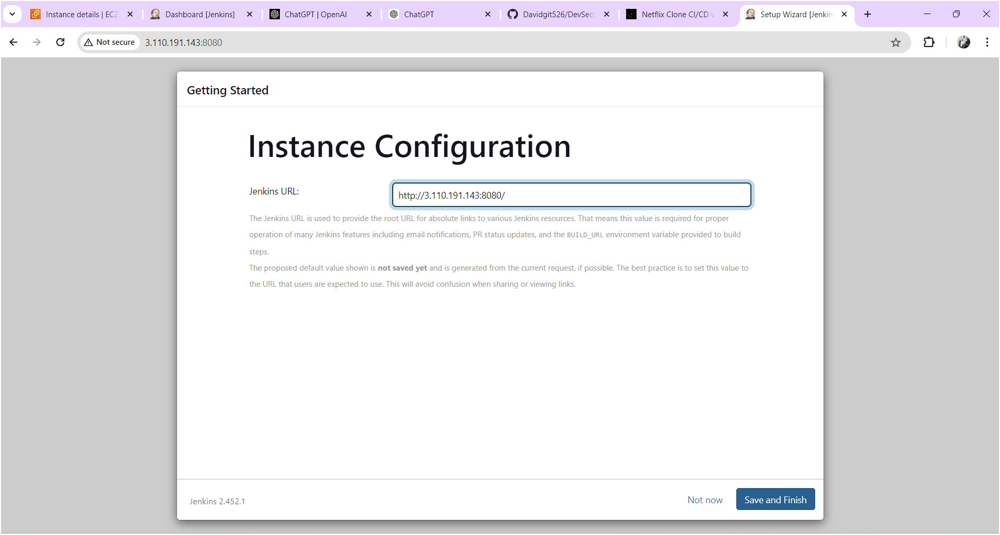 Instance details | EC2
Dashboard [Jenkins]
ChatGPT | OpenAI
ChatGPT
Davidgit526/DevSec
Netflix Clone CI/CD w
Setup Wizard [Jenkin
Not secure
3.110.191.143:8080
Getting Started
Instance Configuration
Jenkins URL:
http://3.110.191.143:8080/
The Jenkins URL is used to provide the root URL for absolute links to various Jenkins resources. That means this value is required for proper
operation of many Jenkins features including email notifications, PR status updates, and the BUILD_URL environment variable provided to build
steps.
The proposed default value shown is not saved yet and is generated from the current request, if possible. The best practice is to set this value to
the URL that users are expected to use. This will avoid confusion when sharing or viewing links.
Jenkins 2.452.1
Not now
Save and Finish